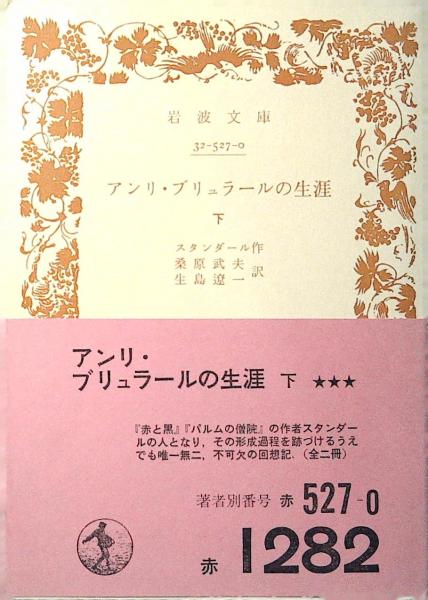 岩波文庫
32-527-0
アンリ・ブリュラールの生涯
下
スタンダール作
桑原武夫
生島遼一訳
アンリ・
ブリュラールの生涯 下 ★★★
『赤と黒』『パルムの僧院』の作者スタンダー
ルの人となり，その形成過程を跡づけるうえ
でも唯一無二，不可欠の回想記、（全二冊）
著者別番号 赤 527-0
赤 1282